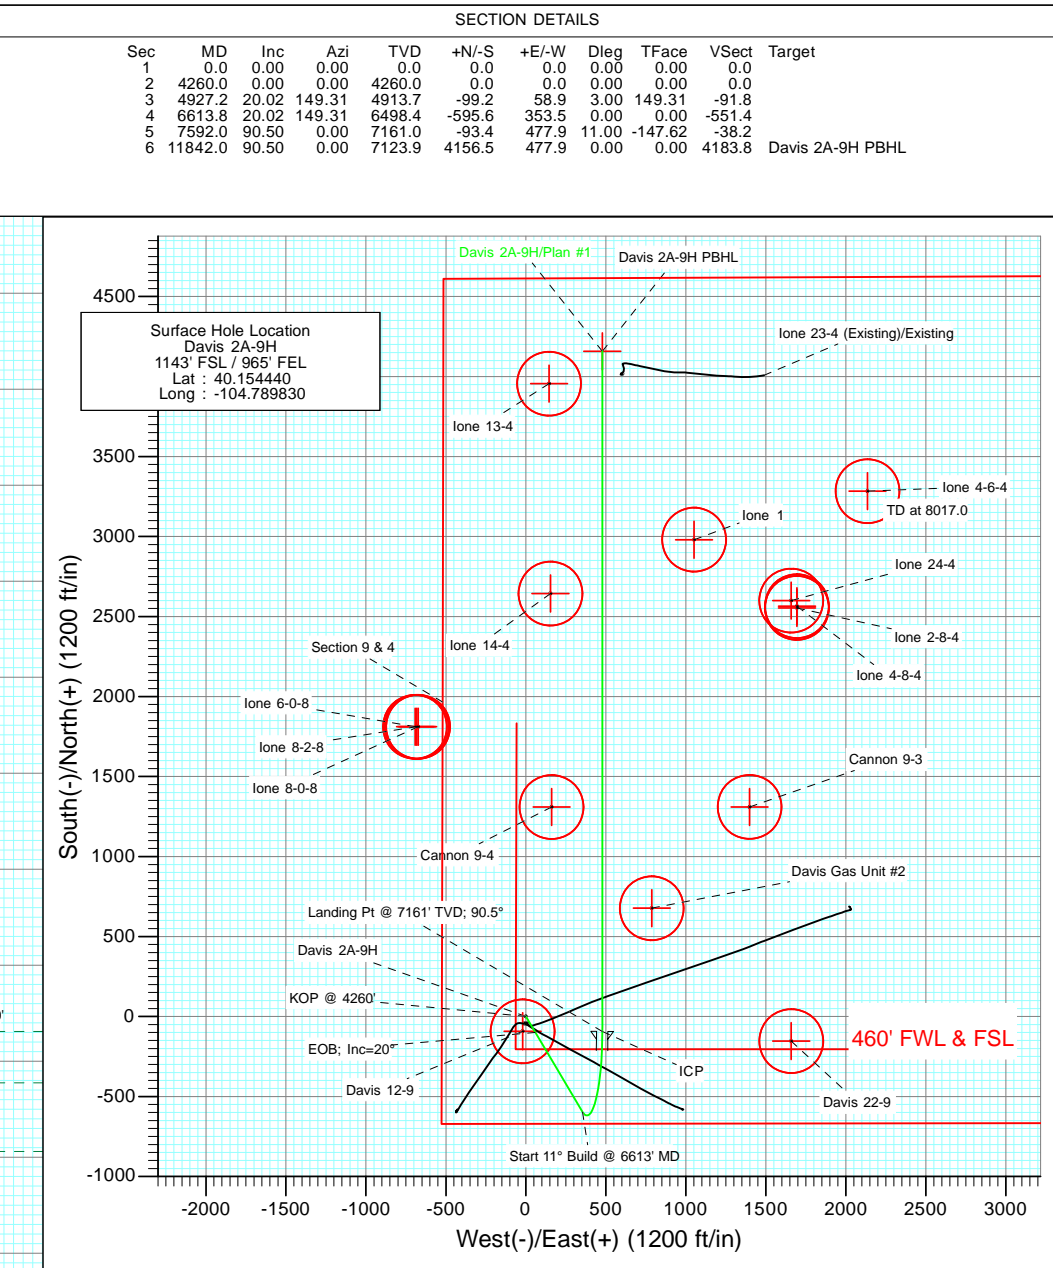 SECTION DETAILS
Sec MD Inc Azi TVD +N/-S +E/-W Dleg TFace VSect Target
1 0.0 0.00 0.00 0.0 0.0 0.0 0.00 0.00 0.0
2 4260.0 0.00 0.00 4260.0 0.0 0.0 0.00 0.00 0.0
3 4927.2 20.02 149.31 4913.7 -99.2 58.9 3.00 149.31 -91.8
4 6613.8 20.02 149.31 6498.4 -595.6 353.5 0.00 0.00 -551.4
5 7592.0 90.50 0.00 7161.0 -93.4 477.9 11.00 -147.62 -38.2
6 11842.0 90.50 0.00 7123.9 4156.5 477.9 0.00 0.00 4183.8 Davis 2A-9H PBHL
Davis 2A-9H/Plan #1
Davis 2A-9H PBHL
4500
Surface Hole Location
Davis 2A-9H
1143' FSL / 965' FEL
Lat : 40.154440
Long : -104.789830
Ione 23-4 (Existing)/Existing
Ione 13-4
3500
Ione 4-6-4
TD at 8017.0
Ione 1
3000
Ione 24-4
2500
Ione 2-8-4
Section 9 & 4
Ione 14-4
Ione 4-8-4
2000
Ione 6-0-8
Ione 8-2-8
Ione 8-0-8
1500
Cannon 9-3
Cannon 9-4
1000
Davis Gas Unit #2
Landing Pt @ 7161' TVD; 90.5°
500
Davis 2A-9H
KOP @ 4260'
0
EOB; Inc=20°
460' FWL & FSL
ICP
Davis 12-9
Davis 22-9
-500
Start 11° Build @ 6613' MD
-1000
South(-)/North(+) (1200 ft/in)
-2000 -1500 -1000 -500 0 500 1000 1500 2000 2500 3000
West(-)/East(+) (1200 ft/in)